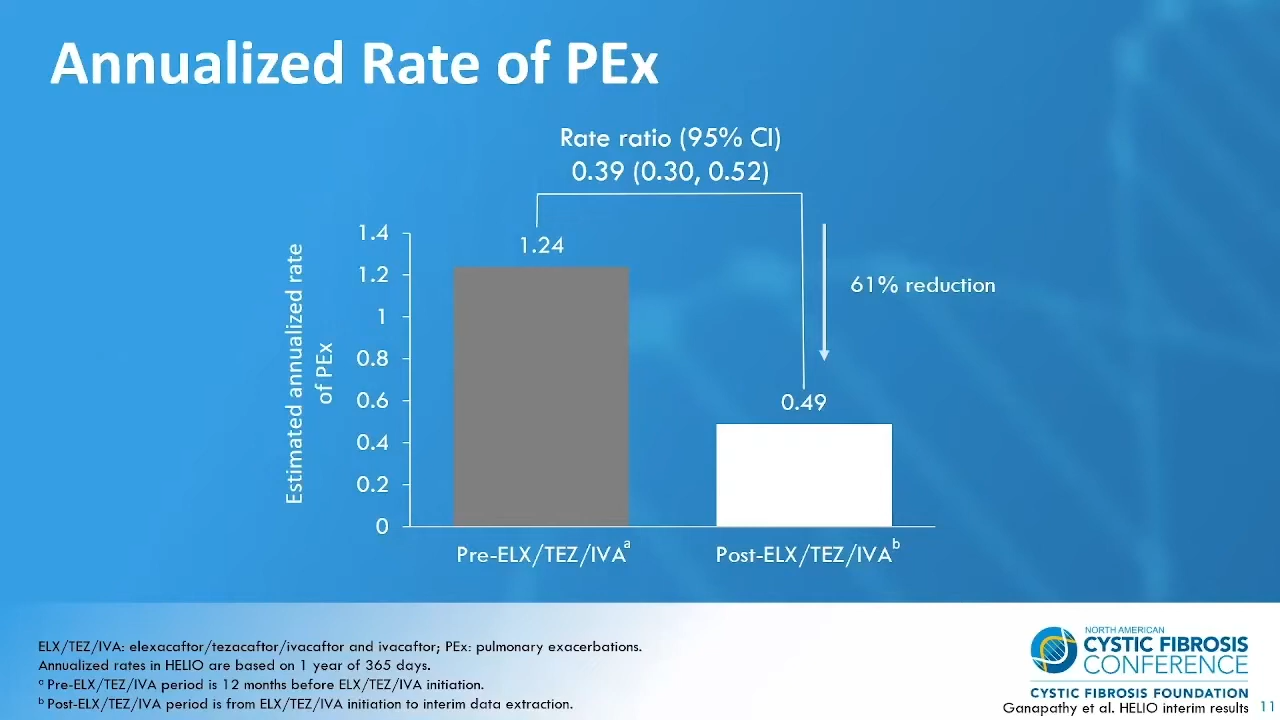 Annualized Rate of PEx
Rate ratio (95% CI)
0.39 (0.30, 0.52)
1.4
1.2
1
0.8
0.6
0.4
0.2
0
Estimated annualized rate
of PEx
1.24
61% reduction
0.49
Pre-ELX/TEZ/IVAa
Post-ELX/TEZ/IVAb
ELX/TEZ/IVA: elexacaftor/tezacaftor/ivacaftor and ivacaftor; PEx: pulmonary exacerbations.
Annualized rates in HELIO are based on 1 year of 365 days.
a Pre-ELX/TEZ/IVA period is 12 months before ELX/TEZ/IVA initiation.
b Post-ELX/TEZ/IVA period is from ELX/TEZ/IVA initiation to interim data extraction.
NORTH AMERICAN
CYSTIC FIBROSIS
CONFERENCE
CYSTIC FIBROSIS FOUNDATION
Ganapathy et al. HELIO interim results 11